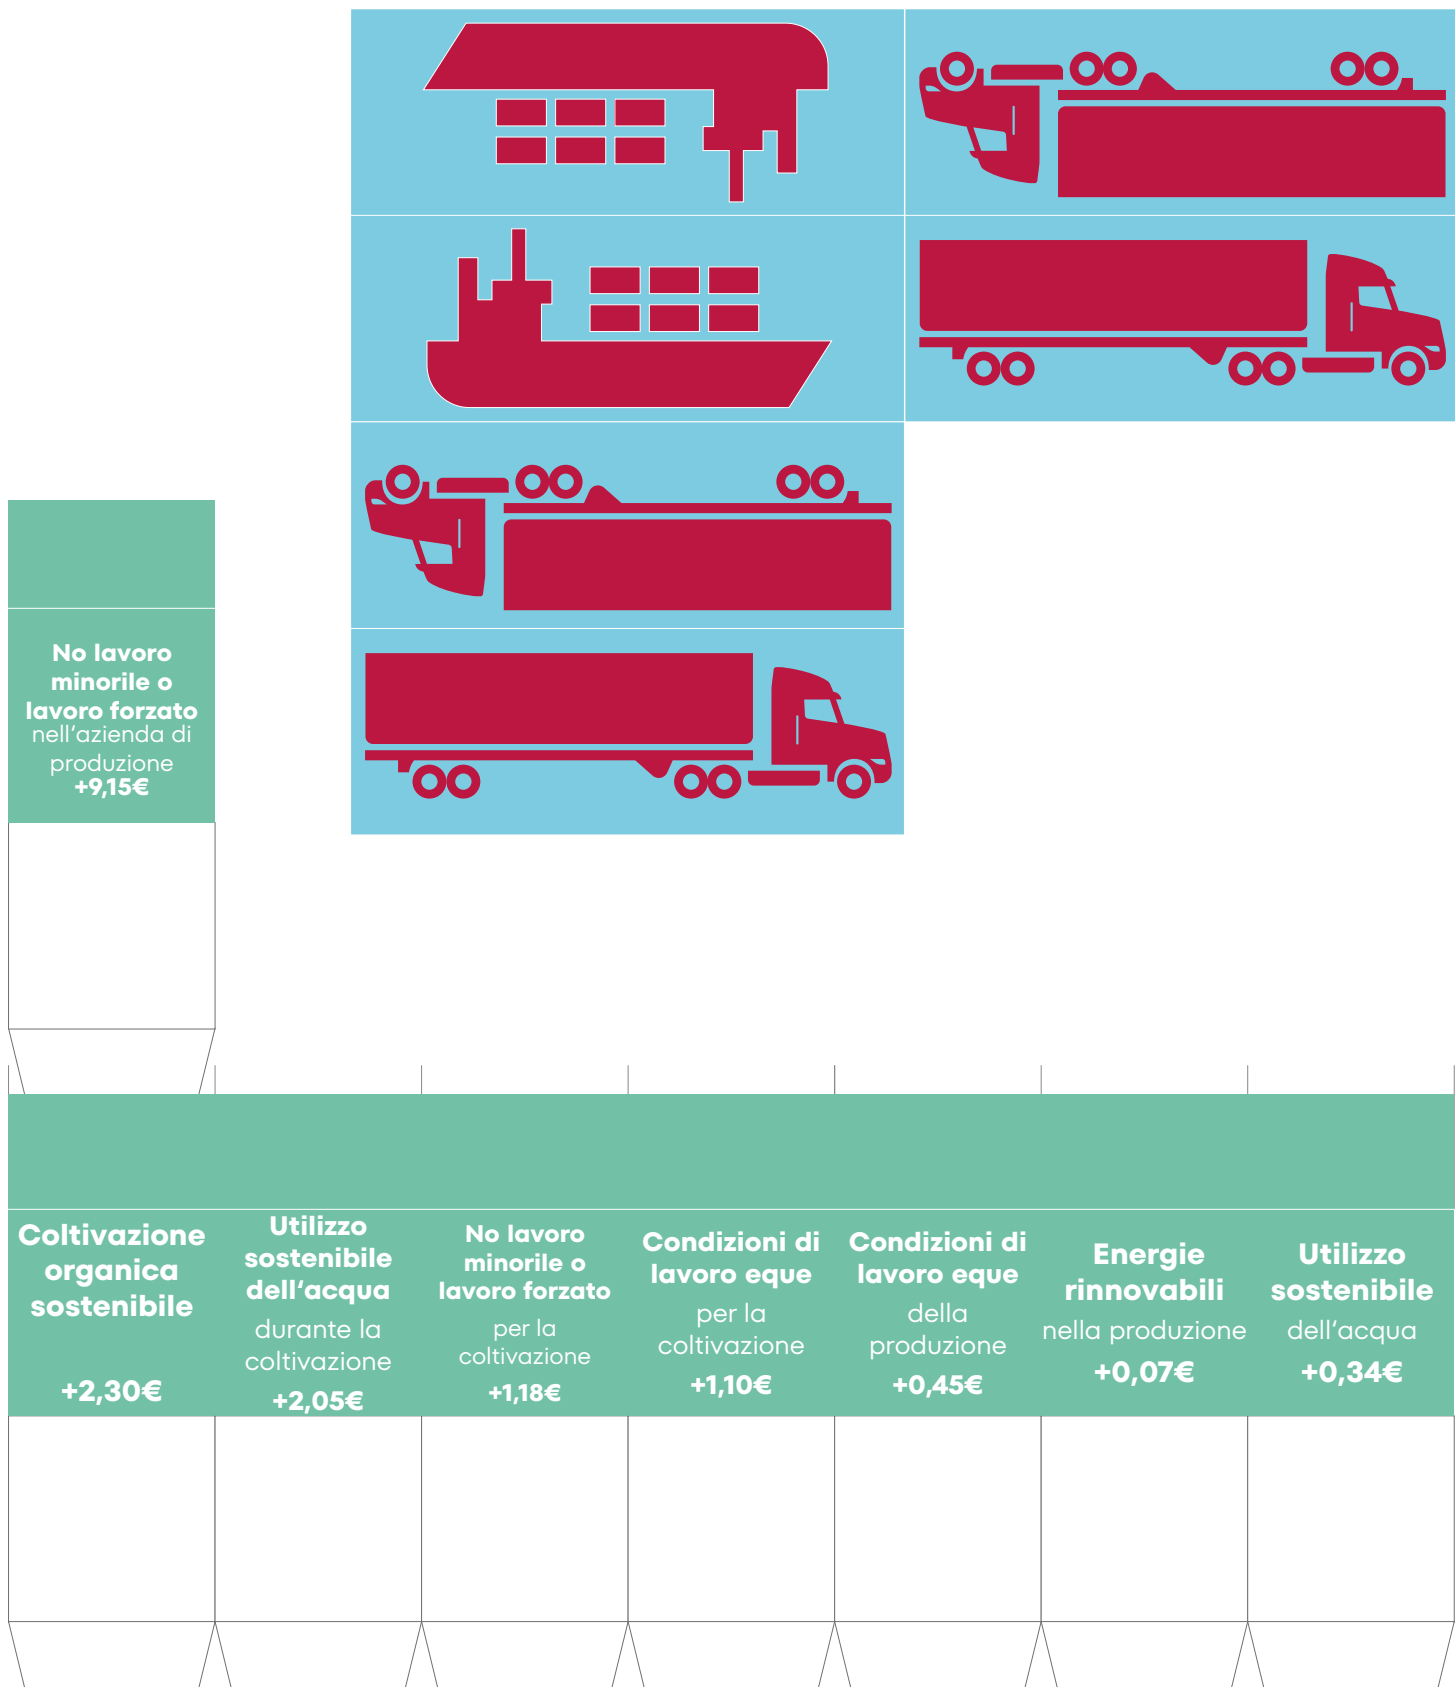 No lavoro
minorile o
lavoro forzato
nell‘azienda di
produzione
+9,15€
Coltivazione
organica
sostenibile
+2,30€
Utilizzo
sostenibile
dell‘acqua
durante la
coltivazione
+2,05€
No lavoro
minorile o
lavoro forzato
per la
coltivazione
+1,18€
Condizioni di
lavoro eque
per la
coltivazione
+1,10€
Condizioni di
lavoro eque
della
produzione
+0,45€
Energie
rinnovabili
nella produzione
+0,07€
Utilizzo
sostenibile
dell‘acqua
+0,34€